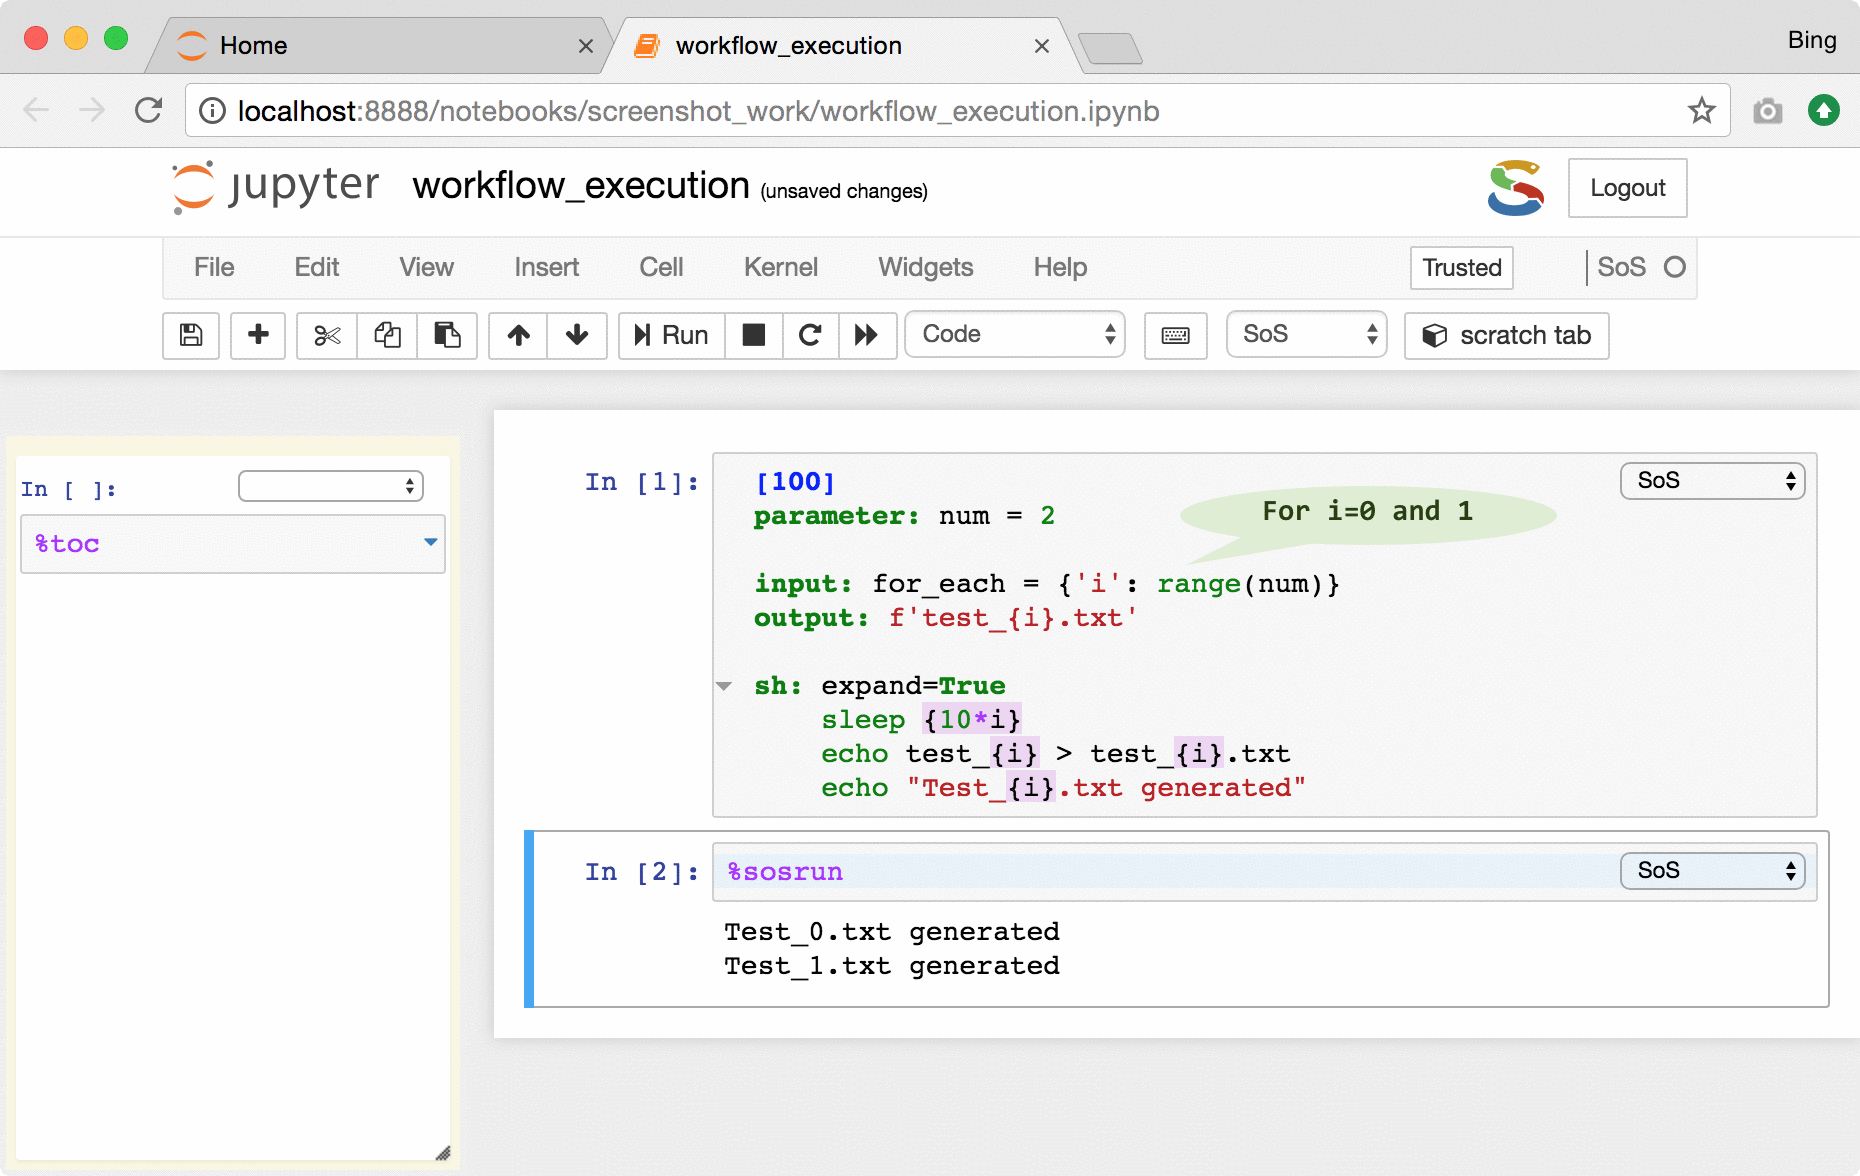 Home
workflow_execution
Bing
localhost:8888/notebooks/screenshot_work/workflow_execution.ipynb
jupyter workflow_execution (unsaved changes)
Logout
File Edit View Insert Cell Kernel Widgets Help Trusted SoS
Run Code SoS scratch tab
In [ ]:
%toc
In [1]:
SoS
[100]
parameter: num = 2
For i=0 and 1
input: for_each = {'i': range(num)}
output: f'test_{i}.txt'
sh: expand=True
sleep {10*i}
echo test_{i} > test_{i}.txt
echo "Test_{i}.txt generated"
In [2]:
%sosrun
SoS
Test_0.txt generated
Test_1.txt generated